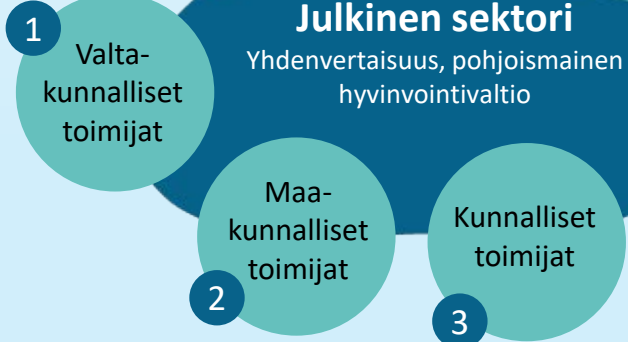 Julkinen sektori
Yhdenvertaisuus, pohjoismainen
hyvinvointivaltio
1
Valta-
kunnalliset
toimijat
2
Maa-
kunnalliset
toimijat
3
Kunnalliset
toimijat